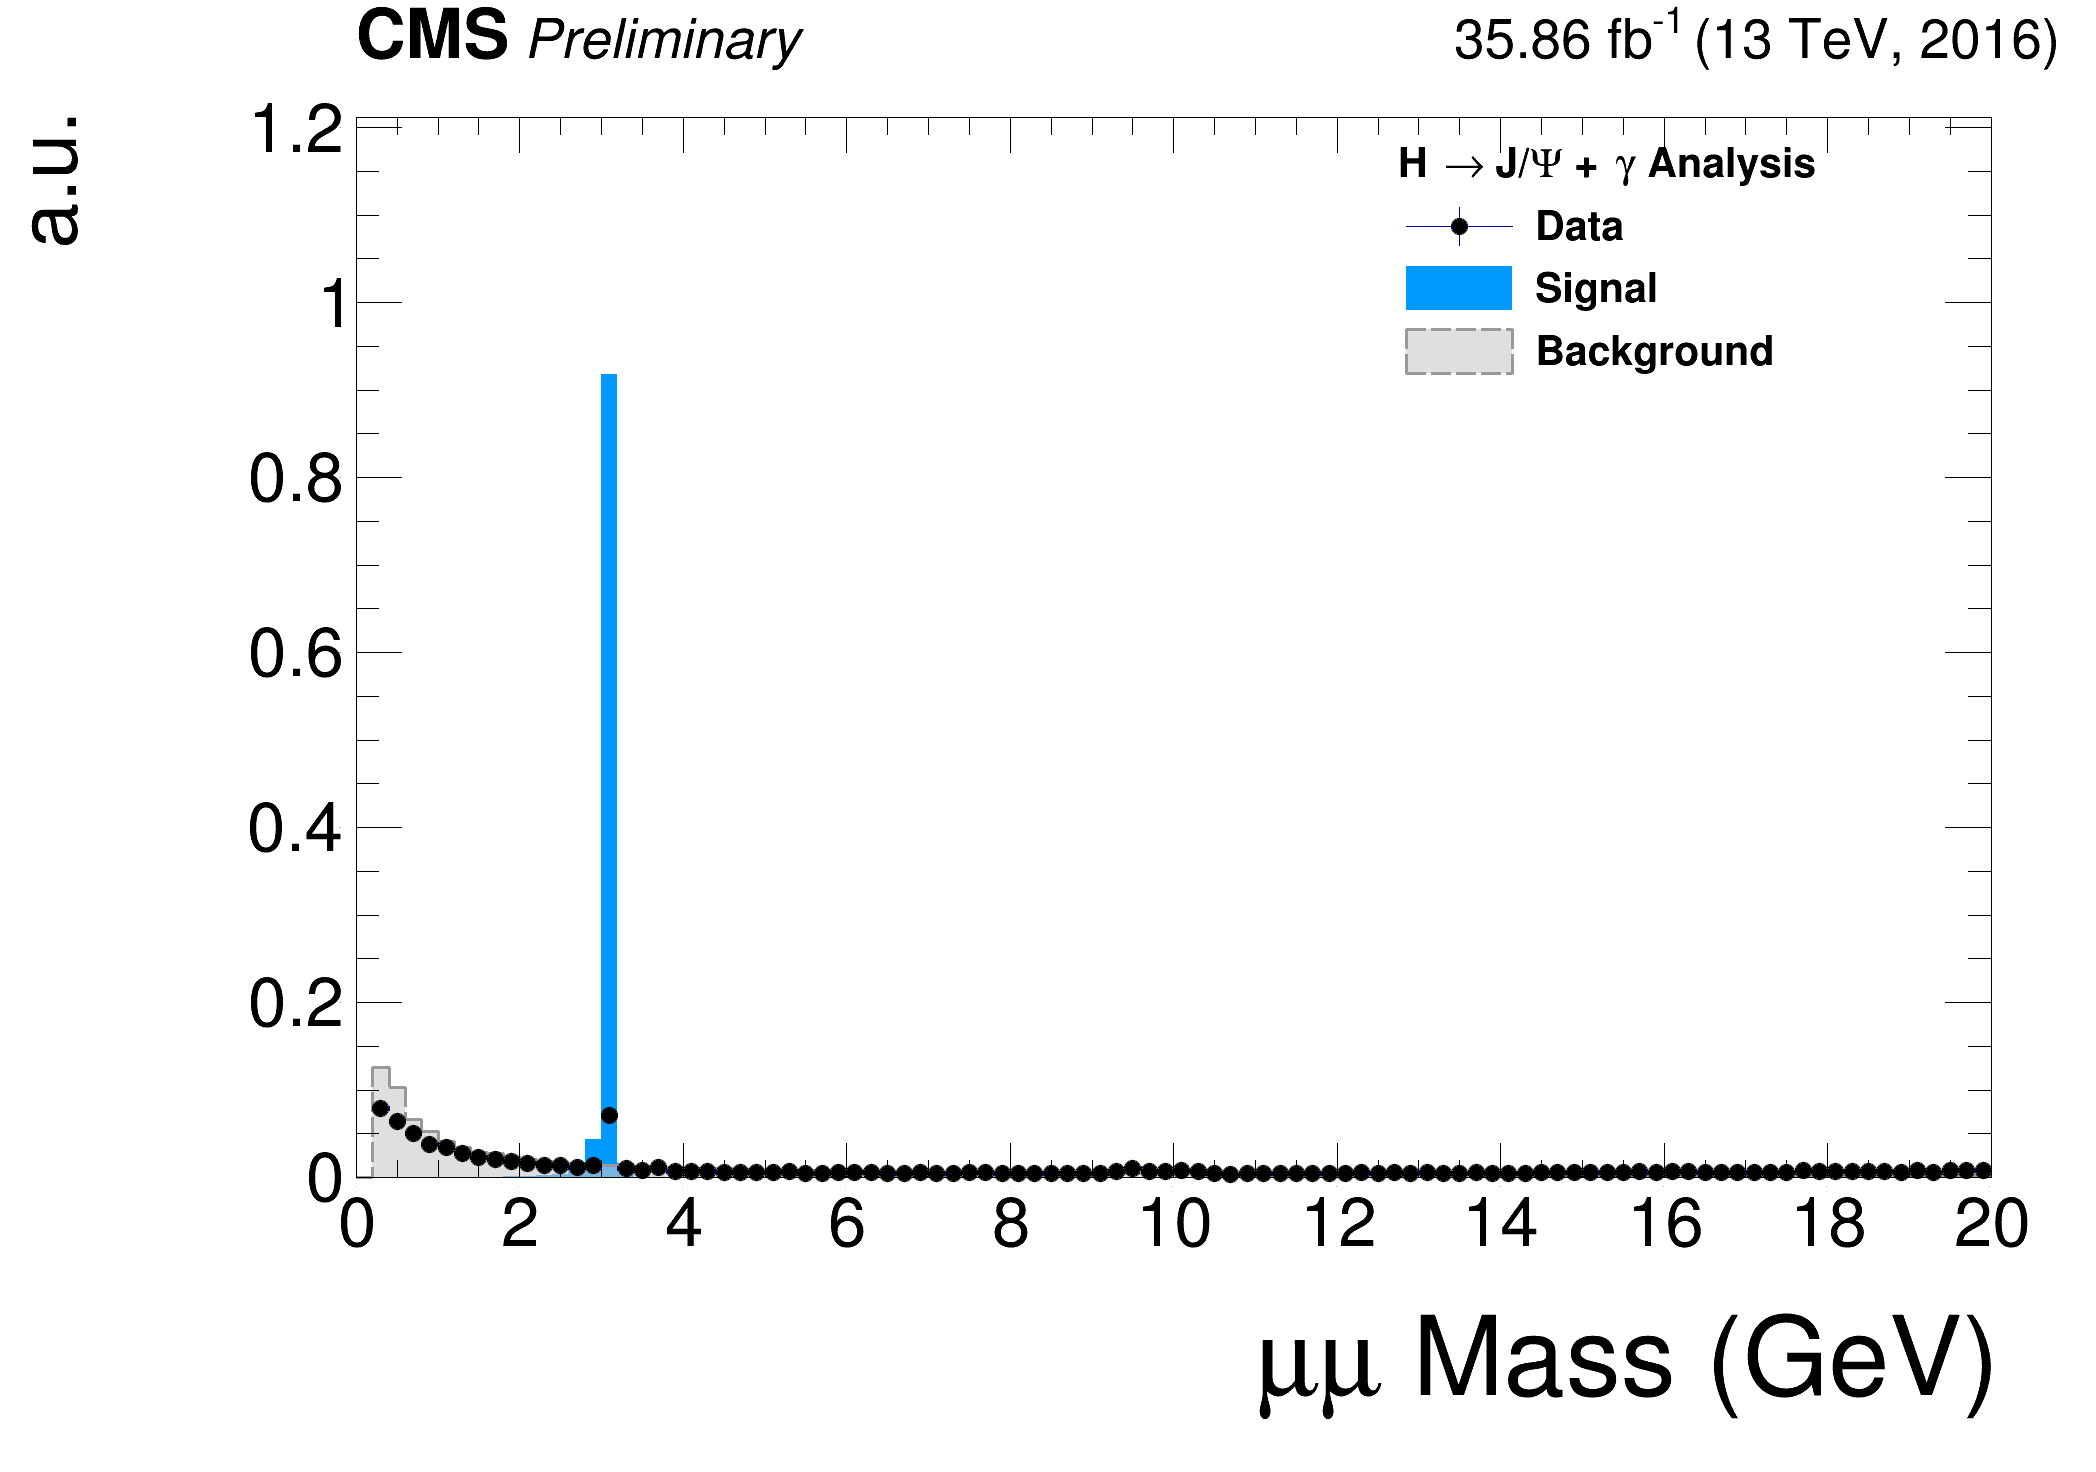 CMS Preliminary 35.86 fb⁻¹ (13 TeV, 2016)
a.u.
1.2
1
0.8
0.6
0.4
0.2
0
H → J/Ψ + γ Analysis
Data
Signal
Background
0 2 4 6 8 10 12 14 16 18 20
μμ Mass (GeV)